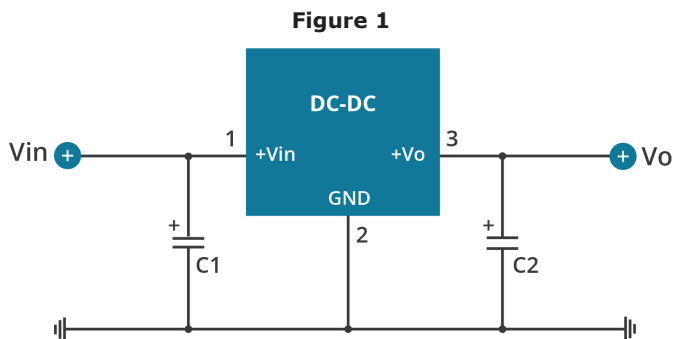 Figure 1
DC-DC
1
3
Vin + +Vin +Vo + Vo
GND
2
+
+
C1
C2